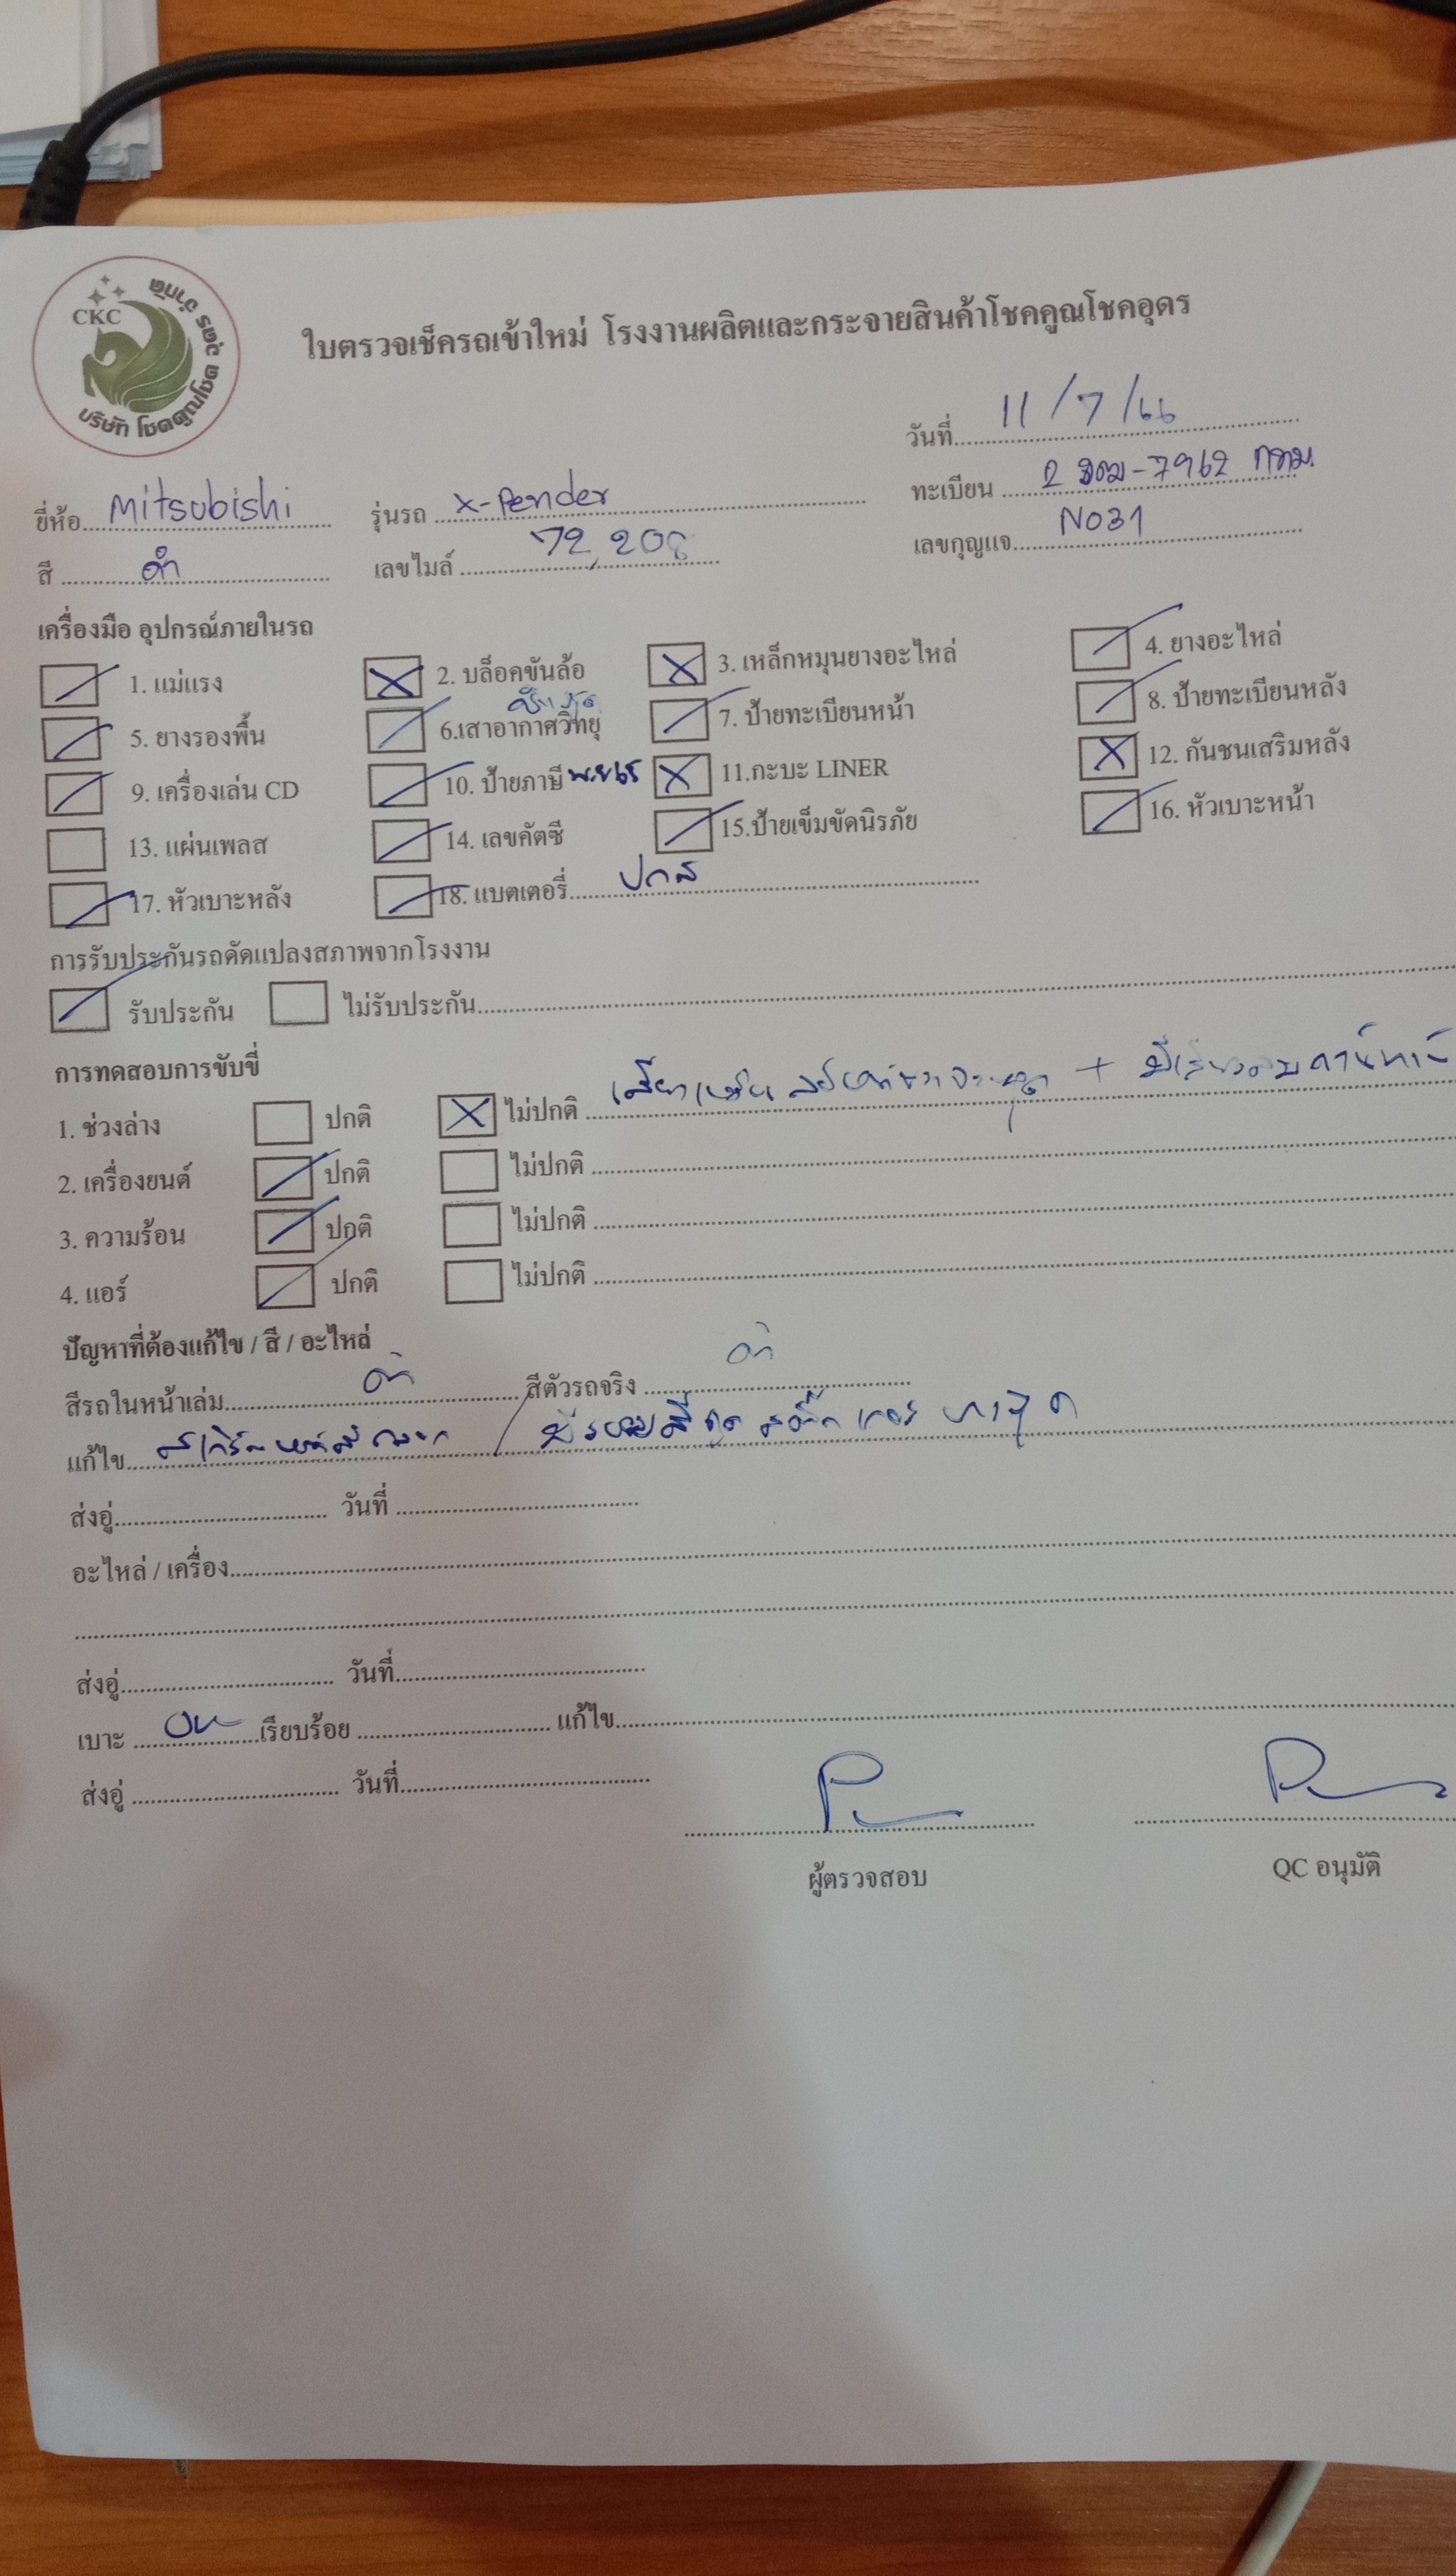 CKC
บริษัท โชคคูณโชค ดูโอ คาร์ จำกัด
ใบตรวจเช็ครถเข้าใหม่ โรงงานผลิตและกระจายสินค้าโชคคูณโชคอุดร
วันที่ 11/7/66
ยี่ห้อ Mitsubishi รุ่นรถ X-Pender ทะเบียน 2 -7962 กทม.
สี ดำ เลขไมล์ 72,208 เลขกุญแจ NO31
เครื่องมือ อุปกรณ์ภายในรถ
1. แม่แรง 2. บล็อคขันล้อ 3. เหล็กหมุนยางอะไหล่ 4. ยางอะไหล่
5. ยางรองพื้น 6.เสาอากาศวิทยุ 7. ป้ายทะเบียนหน้า 8. ป้ายทะเบียนหลัง
9. เครื่องเล่น CD 10. ป้ายภาษี 11.กะบะ LINER 12. กันชนเสริมหลัง
13. แผ่นเพลส 14. เลขคัตซี 15.ป้ายเข็มขัดนิรภัย 16. หัวเบาะหน้า
17. หัวเบาะหลัง 18. แบตเตอรี่ ปกติ
การรับประกันรถดัดแปลงสภาพจากโรงงาน
รับประกัน ไม่รับประกัน
การทดสอบการขับขี่
1. ช่วงล่าง ปกติ ไม่ปกติ
2. เครื่องยนต์ ปกติ ไม่ปกติ
3. ความร้อน ปกติ ไม่ปกติ
4. แอร์ ปกติ ไม่ปกติ
ปัญหาที่ต้องแก้ไข / สี / อะไหล่
สีรถในหน้าเล่ม ดำ สีตัวรถจริง ดำ
แก้ไข
ส่งอู่ วันที่
อะไหล่ / เครื่อง
ส่งอู่ วันที่
เบาะ OK เรียบร้อย แก้ไข
ส่งอู่ วันที่
ผู้ตรวจสอบ QC อนุมัติ